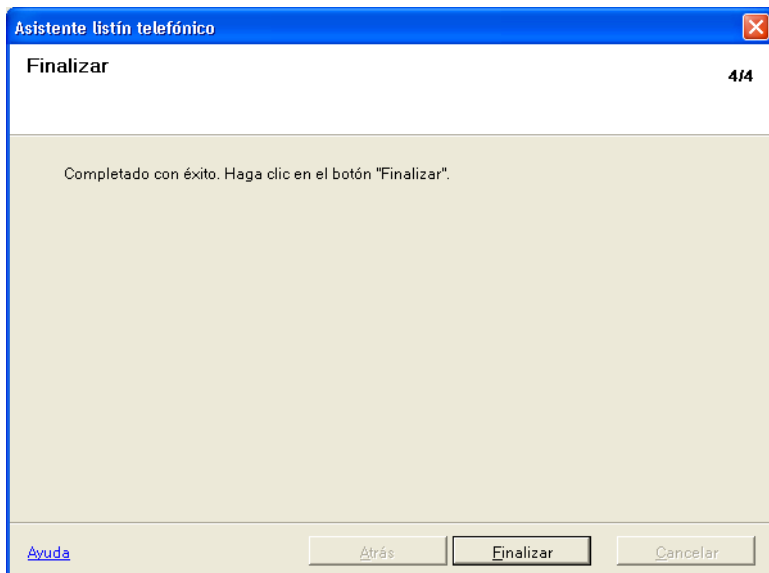 Asistente listín telefónico
Finalizar
4/4
Completado con éxito. Haga clic en el botón "Finalizar".
Ayuda
Atrás
Finalizar
Cancelar